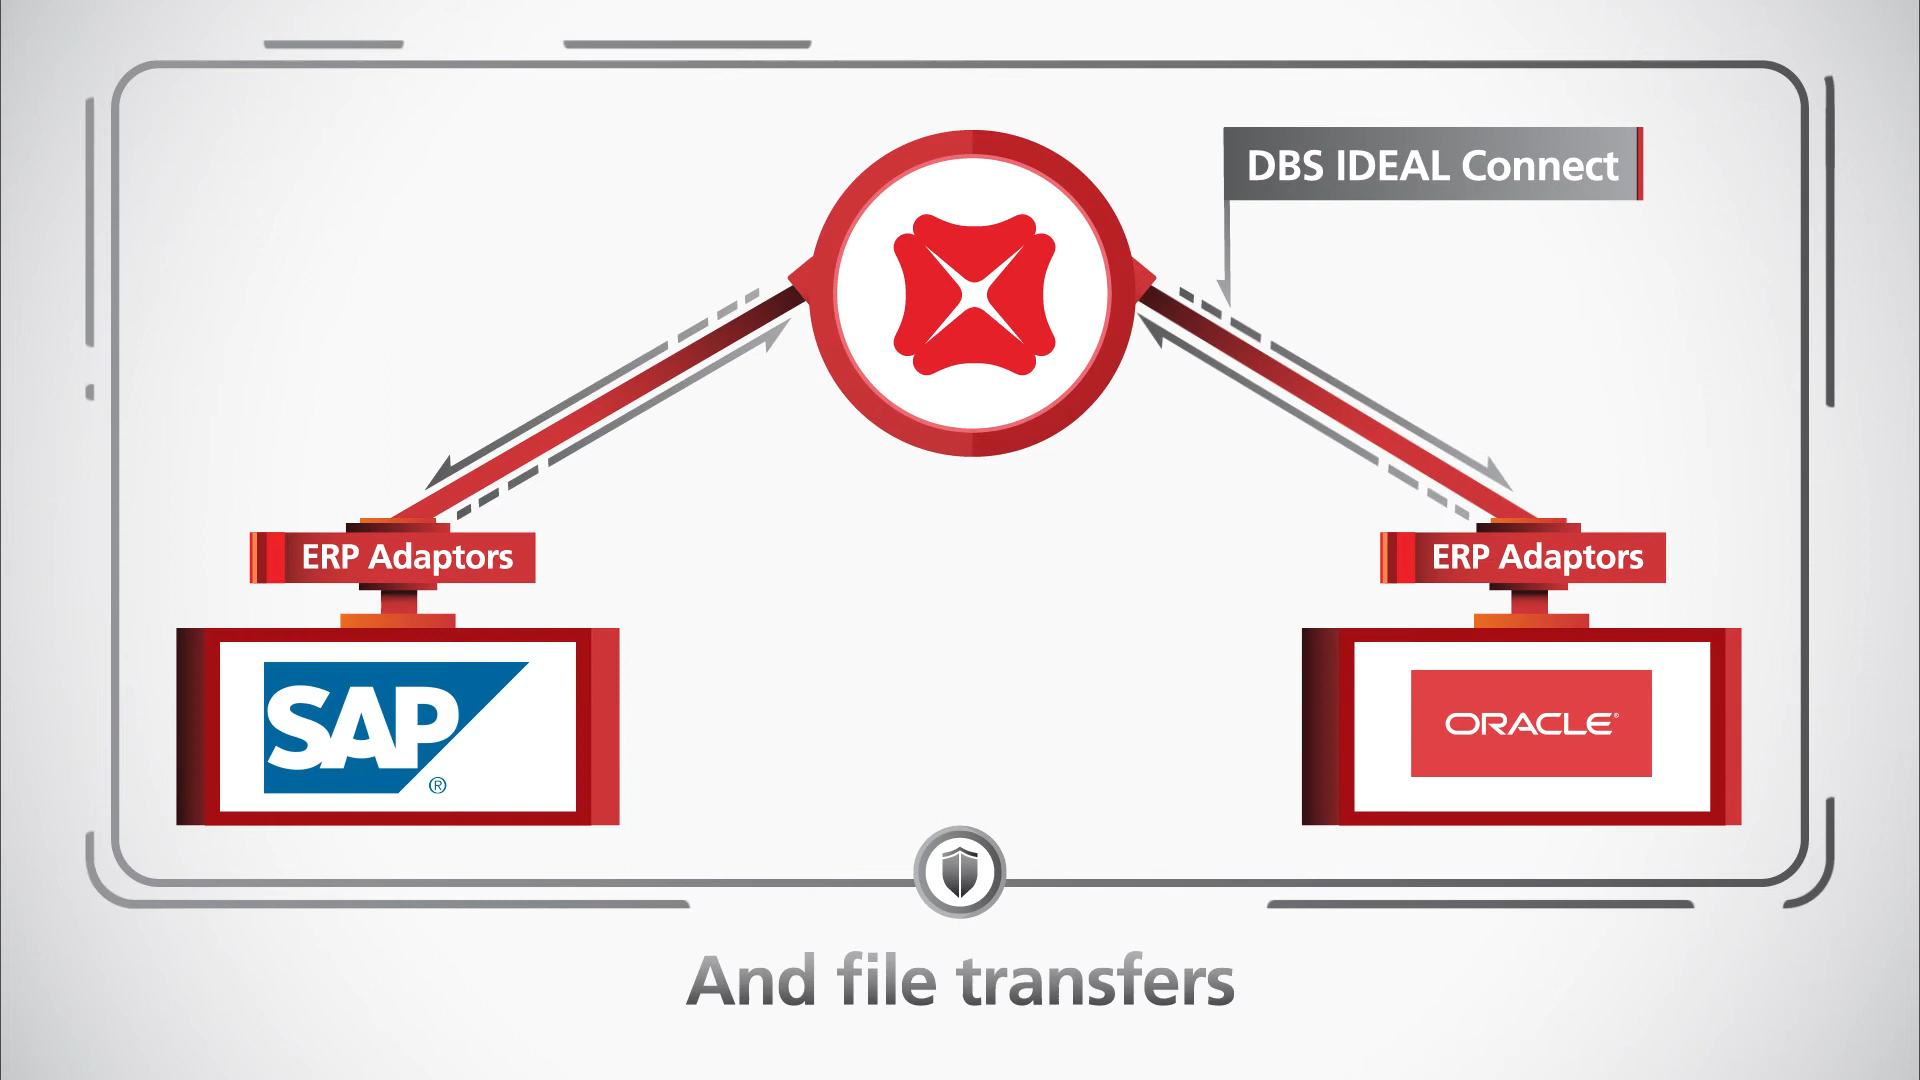 DBS IDEAL Connect
ERP Adaptors
ERP Adaptors
SAP®
ORACLE®
And file transfers